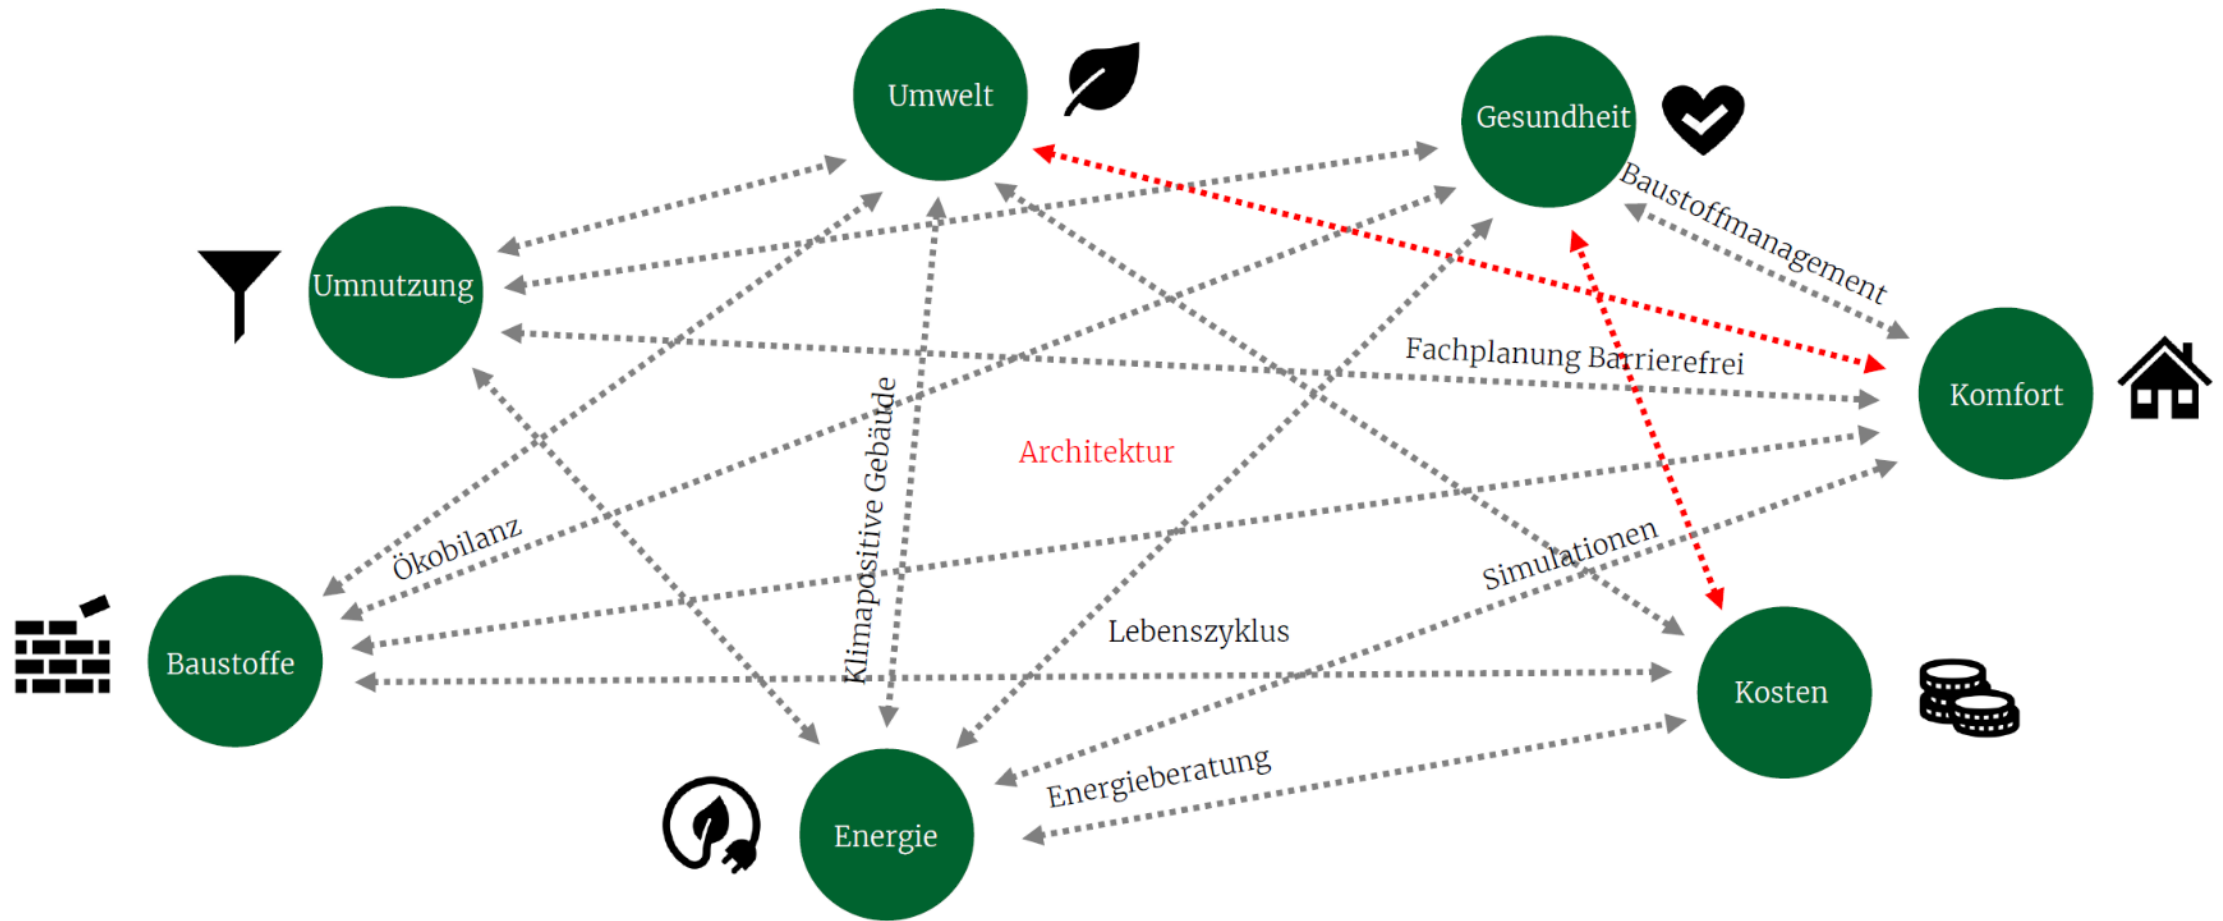 Umwelt
Gesundheit
Baustoffmanagement
Umnutzung
Fachplanung Barrierefrei
Komfort
Klimapositive Gebäude
Architektur
Ökobilanz
Simulationen
Lebenszyklus
Baustoffe
Kosten
Energieberatung
Energie